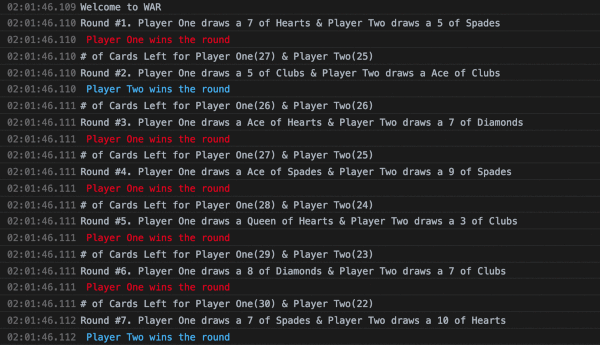 02:01:46.109 Welcome to WAR
02:01:46.110 Round #1. Player One draws a 7 of Hearts & Player Two draws a 5 of Spades
02:01:46.110 Player One wins the round
02:01:46.110 # of Cards Left for Player One(27) & Player Two(25)
02:01:46.110 Round #2. Player One draws a 5 of Clubs & Player Two draws a Ace of Clubs
02:01:46.110 Player Two wins the round
02:01:46.110 # of Cards Left for Player One(26) & Player Two(26)
02:01:46.111 Round #3. Player One draws a Ace of Hearts & Player Two draws a 7 of Diamonds
02:01:46.111 Player One wins the round
02:01:46.111 # of Cards Left for Player One(27) & Player Two(25)
02:01:46.111 Round #4. Player One draws a Ace of Spades & Player Two draws a 9 of Spades
02:01:46.111 Player One wins the round
02:01:46.111 # of Cards Left for Player One(28) & Player Two(24)
02:01:46.111 Round #5. Player One draws a Queen of Hearts & Player Two draws a 3 of Clubs
02:01:46.111 Player One wins the round
02:01:46.111 # of Cards Left for Player One(29) & Player Two(23)
02:01:46.111 Round #6. Player One draws a 8 of Diamonds & Player Two draws a 7 of Clubs
02:01:46.111 Player One wins the round
02:01:46.111 # of Cards Left for Player One(30) & Player Two(22)
02:01:46.112 Round #7. Player One draws a 7 of Spades & Player Two draws a 10 of Hearts
02:01:46.112 Player Two wins the round